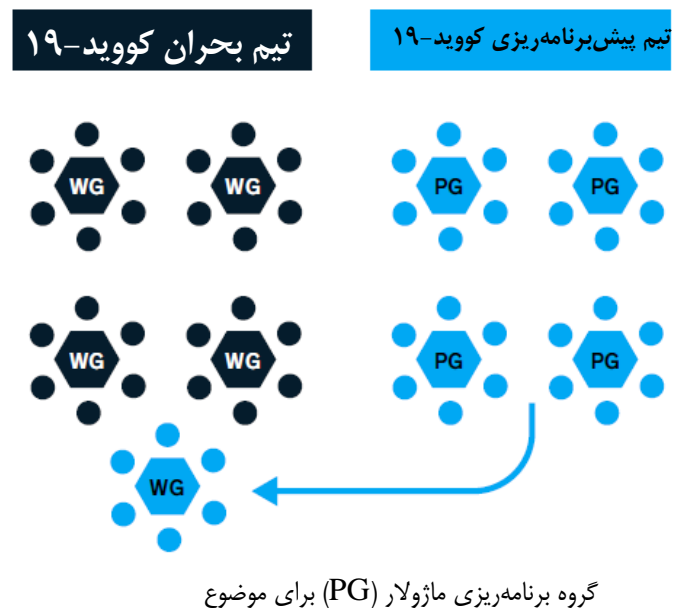 تیم پیش‌برنامه‌ریزی کووید-۱۹
تیم بحران کووید-۱۹
PG PG
WG WG
PG PG
WG WG
WG
گروه برنامه‌ریزی ماژولار (PG) برای موضوع